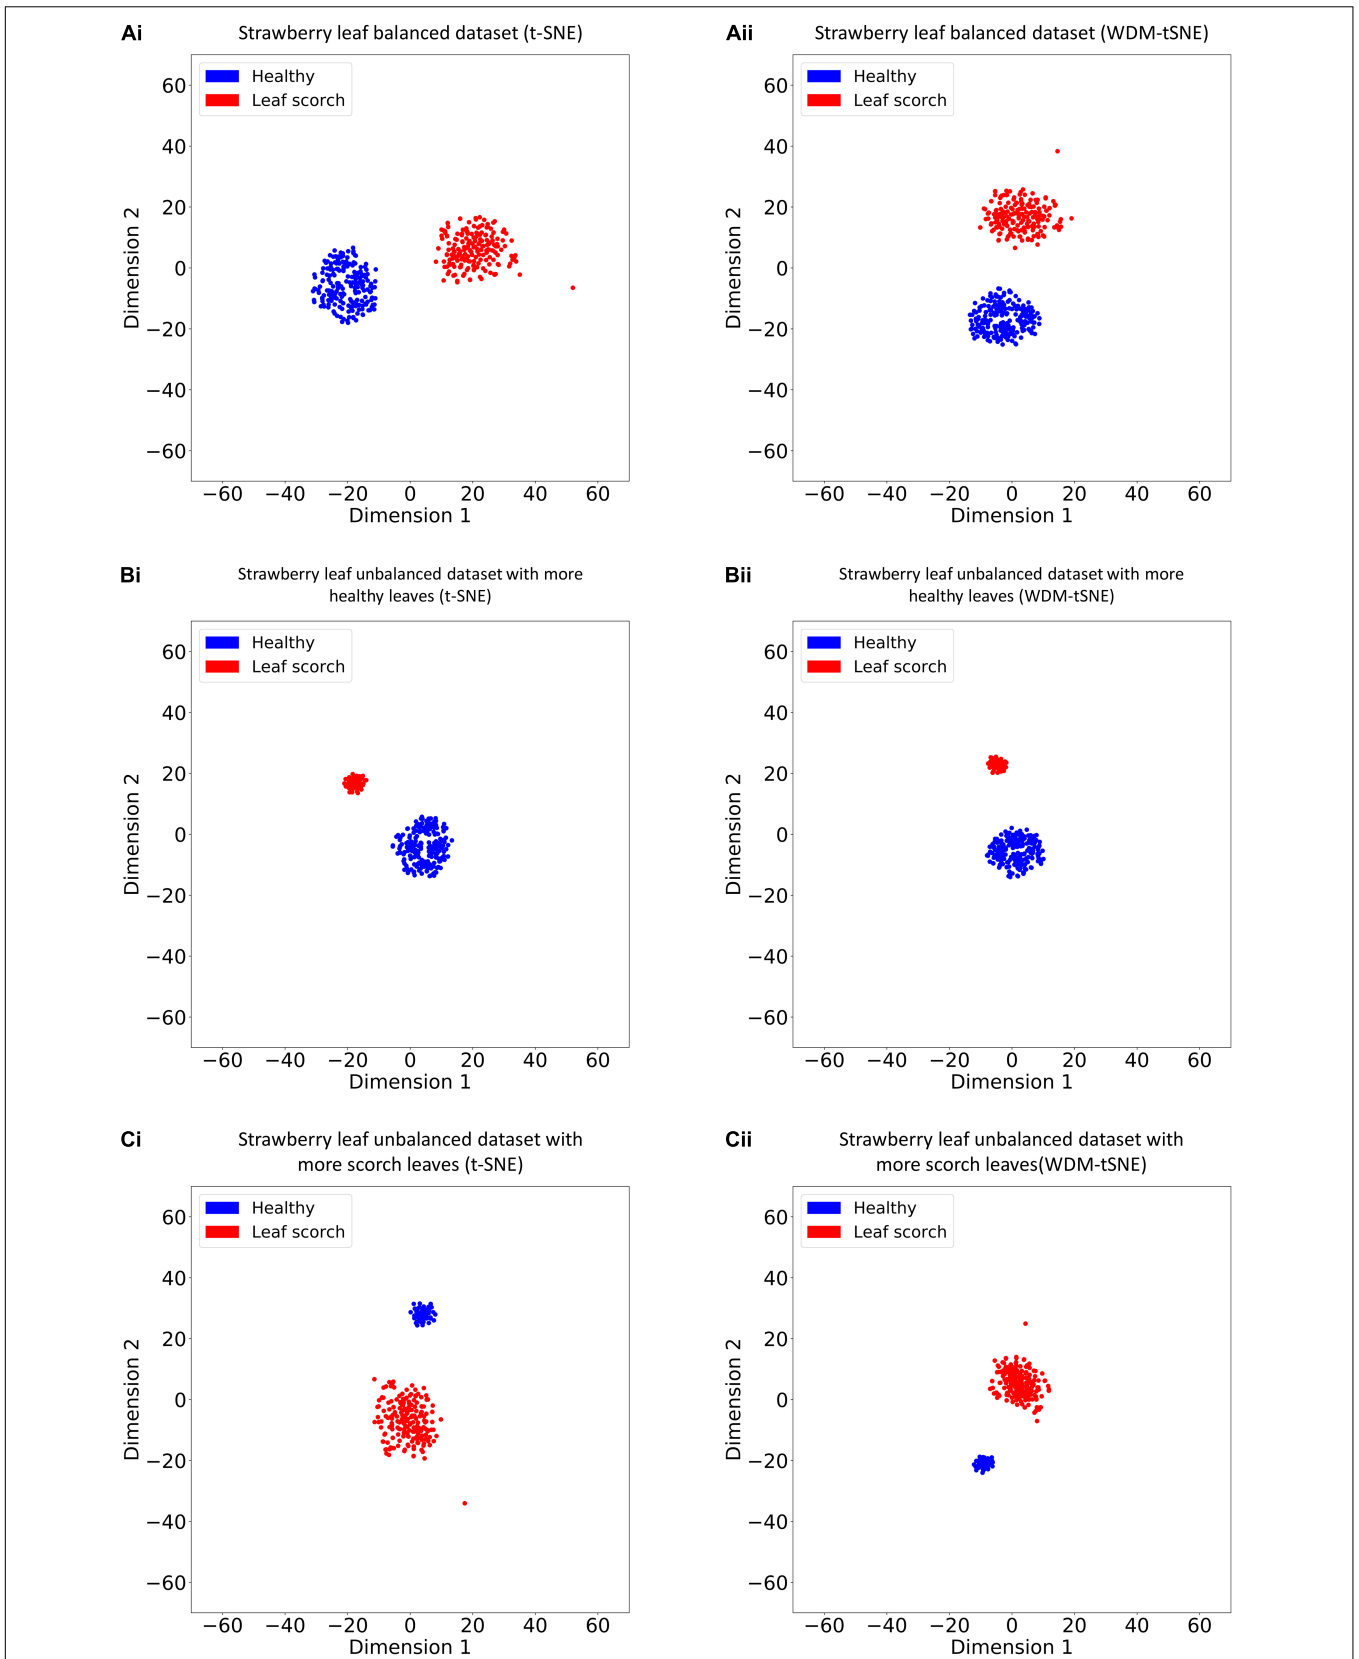 Ai
Strawberry leaf balanced dataset (t-SNE)
Healthy
Leaf scorch
60
40
20
0
−20
−40
−60
Dimension 2
−60 −40 −20 0 20 40 60
Dimension 1
Aii
Strawberry leaf balanced dataset (WDM-tSNE)
Healthy
Leaf scorch
60
40
20
0
−20
−40
−60
Dimension 2
−60 −40 −20 0 20 40 60
Dimension 1
Bi
Strawberry leaf unbalanced dataset with more
healthy leaves (t-SNE)
Healthy
Leaf scorch
60
40
20
0
−20
−40
−60
Dimension 2
−60 −40 −20 0 20 40 60
Dimension 1
Bii
Strawberry leaf unbalanced dataset with more
healthy leaves (WDM-tSNE)
Healthy
Leaf scorch
60
40
20
0
−20
−40
−60
Dimension 2
−60 −40 −20 0 20 40 60
Dimension 1
Ci
Strawberry leaf unbalanced dataset with
more scorch leaves (t-SNE)
Healthy
Leaf scorch
60
40
20
0
−20
−40
−60
Dimension 2
−60 −40 −20 0 20 40 60
Dimension 1
Cii
Strawberry leaf unbalanced dataset with
more scorch leaves(WDM-tSNE)
Healthy
Leaf scorch
60
40
20
0
−20
−40
−60
Dimension 2
−60 −40 −20 0 20 40 60
Dimension 1